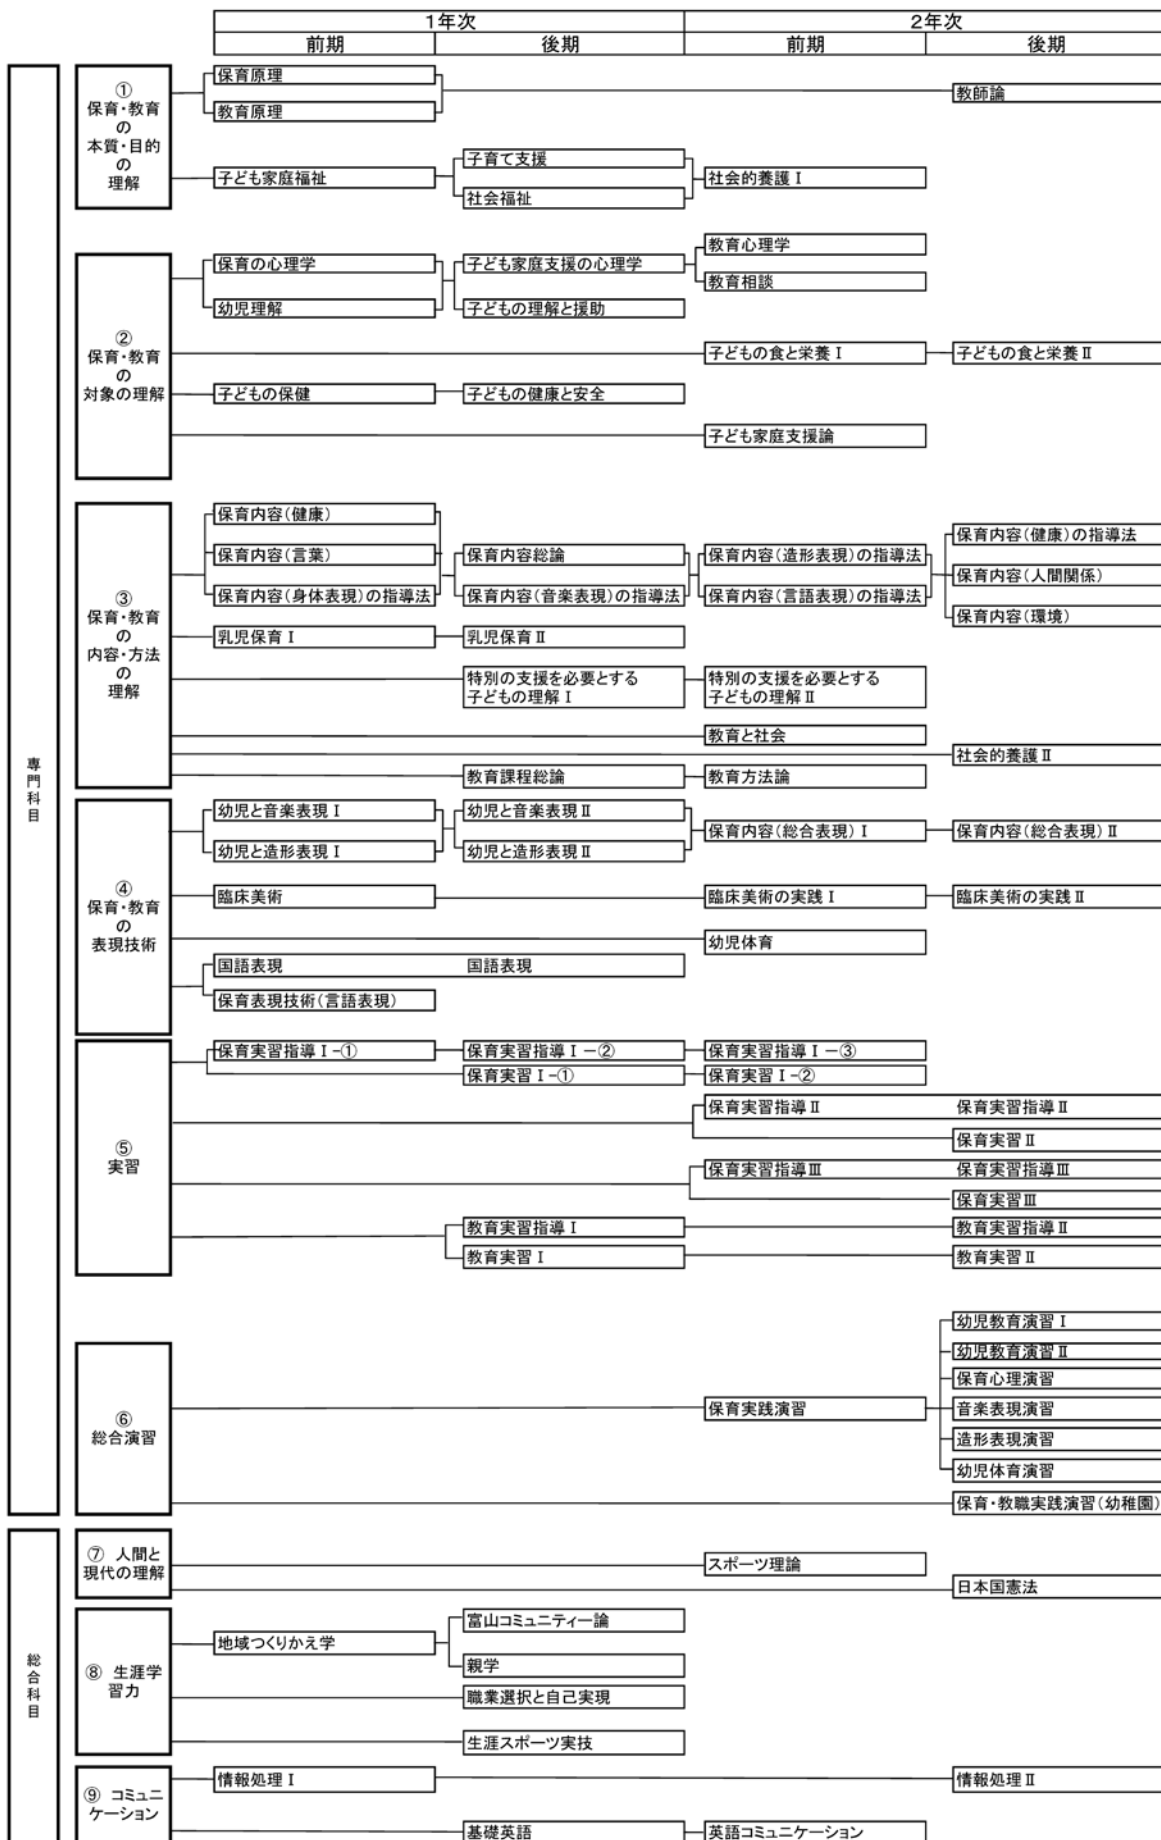 1年次 2年次
前期 後期 前期 後期
専門科目
①
保育・教育
の
本質・目的
の
理解
保育原理
教育原理
教師論
子ども家庭福祉
子育て支援
社会福祉
社会的養護Ⅰ
②
保育・教育
の
対象の理解
保育の心理学
幼児理解
子ども家庭支援の心理学
子どもの理解と援助
教育心理学
教育相談
子どもの食と栄養Ⅰ
子どもの食と栄養Ⅱ
子どもの保健
子どもの健康と安全
子ども家庭支援論
③
保育・教育
の
内容・方法
の
理解
保育内容(健康)
保育内容(言葉)
保育内容(身体表現)の指導法
保育内容総論
保育内容(音楽表現)の指導法
保育内容(造形表現)の指導法
保育内容(言語表現)の指導法
保育内容(健康)の指導法
保育内容(人間関係)
保育内容(環境)
乳児保育Ⅰ
乳児保育Ⅱ
特別の支援を必要とする
子どもの理解Ⅰ
特別の支援を必要とする
子どもの理解Ⅱ
教育と社会
社会的養護Ⅱ
教育課程総論
教育方法論
④
保育・教育
の
表現技術
幼児と音楽表現Ⅰ
幼児と造形表現Ⅰ
幼児と音楽表現Ⅱ
幼児と造形表現Ⅱ
保育内容(総合表現)Ⅰ
保育内容(総合表現)Ⅱ
臨床美術
臨床美術の実践Ⅰ
臨床美術の実践Ⅱ
幼児体育
国語表現 国語表現
保育表現技術(言語表現)
⑤
実習
保育実習指導Ⅰ-①
保育実習指導Ⅰ-②
保育実習指導Ⅰ-③
保育実習Ⅰ-①
保育実習Ⅰ-②
保育実習指導Ⅱ 保育実習指導Ⅱ
保育実習Ⅱ
保育実習指導Ⅲ 保育実習指導Ⅲ
保育実習Ⅲ
教育実習指導Ⅰ
教育実習指導Ⅱ
教育実習Ⅰ
教育実習Ⅱ
⑥
総合演習
保育実践演習
幼児教育演習Ⅰ
幼児教育演習Ⅱ
保育心理演習
音楽表現演習
造形表現演習
幼児体育演習
保育・教職実践演習(幼稚園)
総合科目
⑦ 人間と
現代の理解
スポーツ理論
日本国憲法
⑧ 生涯学
習力
地域つくりかえ学
富山コミュニティー論
親学
職業選択と自己実現
生涯スポーツ実技
⑨ コミュニ
ケーション
情報処理Ⅰ
情報処理Ⅱ
基礎英語
英語コミュニケーション